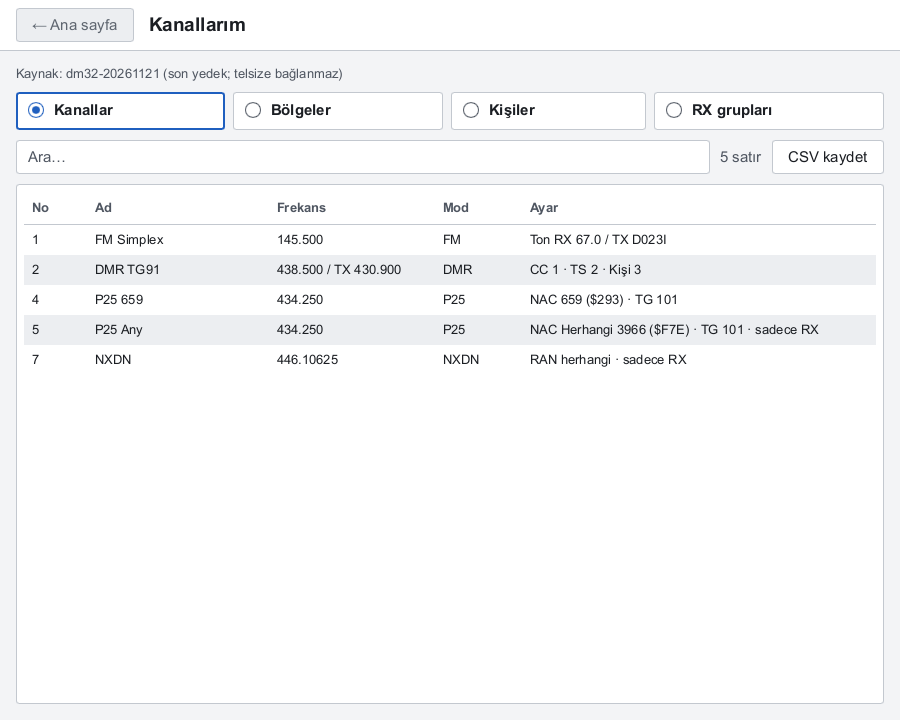 ← Ana sayfa Kanallarım
Kaynak: dm32-20261121 (son yedek; telsize bağlanmaz)
Kanallar Bölgeler Kişiler RX grupları
Ara… 5 satır CSV kaydet
No Ad Frekans Mod Ayar
1 FM Simplex 145.500 FM Ton RX 67.0 / TX D023I
2 DMR TG91 438.500 / TX 430.900 DMR CC 1 · TS 2 · Kişi 3
4 P25 659 434.250 P25 NAC 659 ($293) · TG 101
5 P25 Any 434.250 P25 NAC Herhangi 3966 ($F7E) · TG 101 · sadece RX
7 NXDN 446.10625 NXDN RAN herhangi · sadece RX